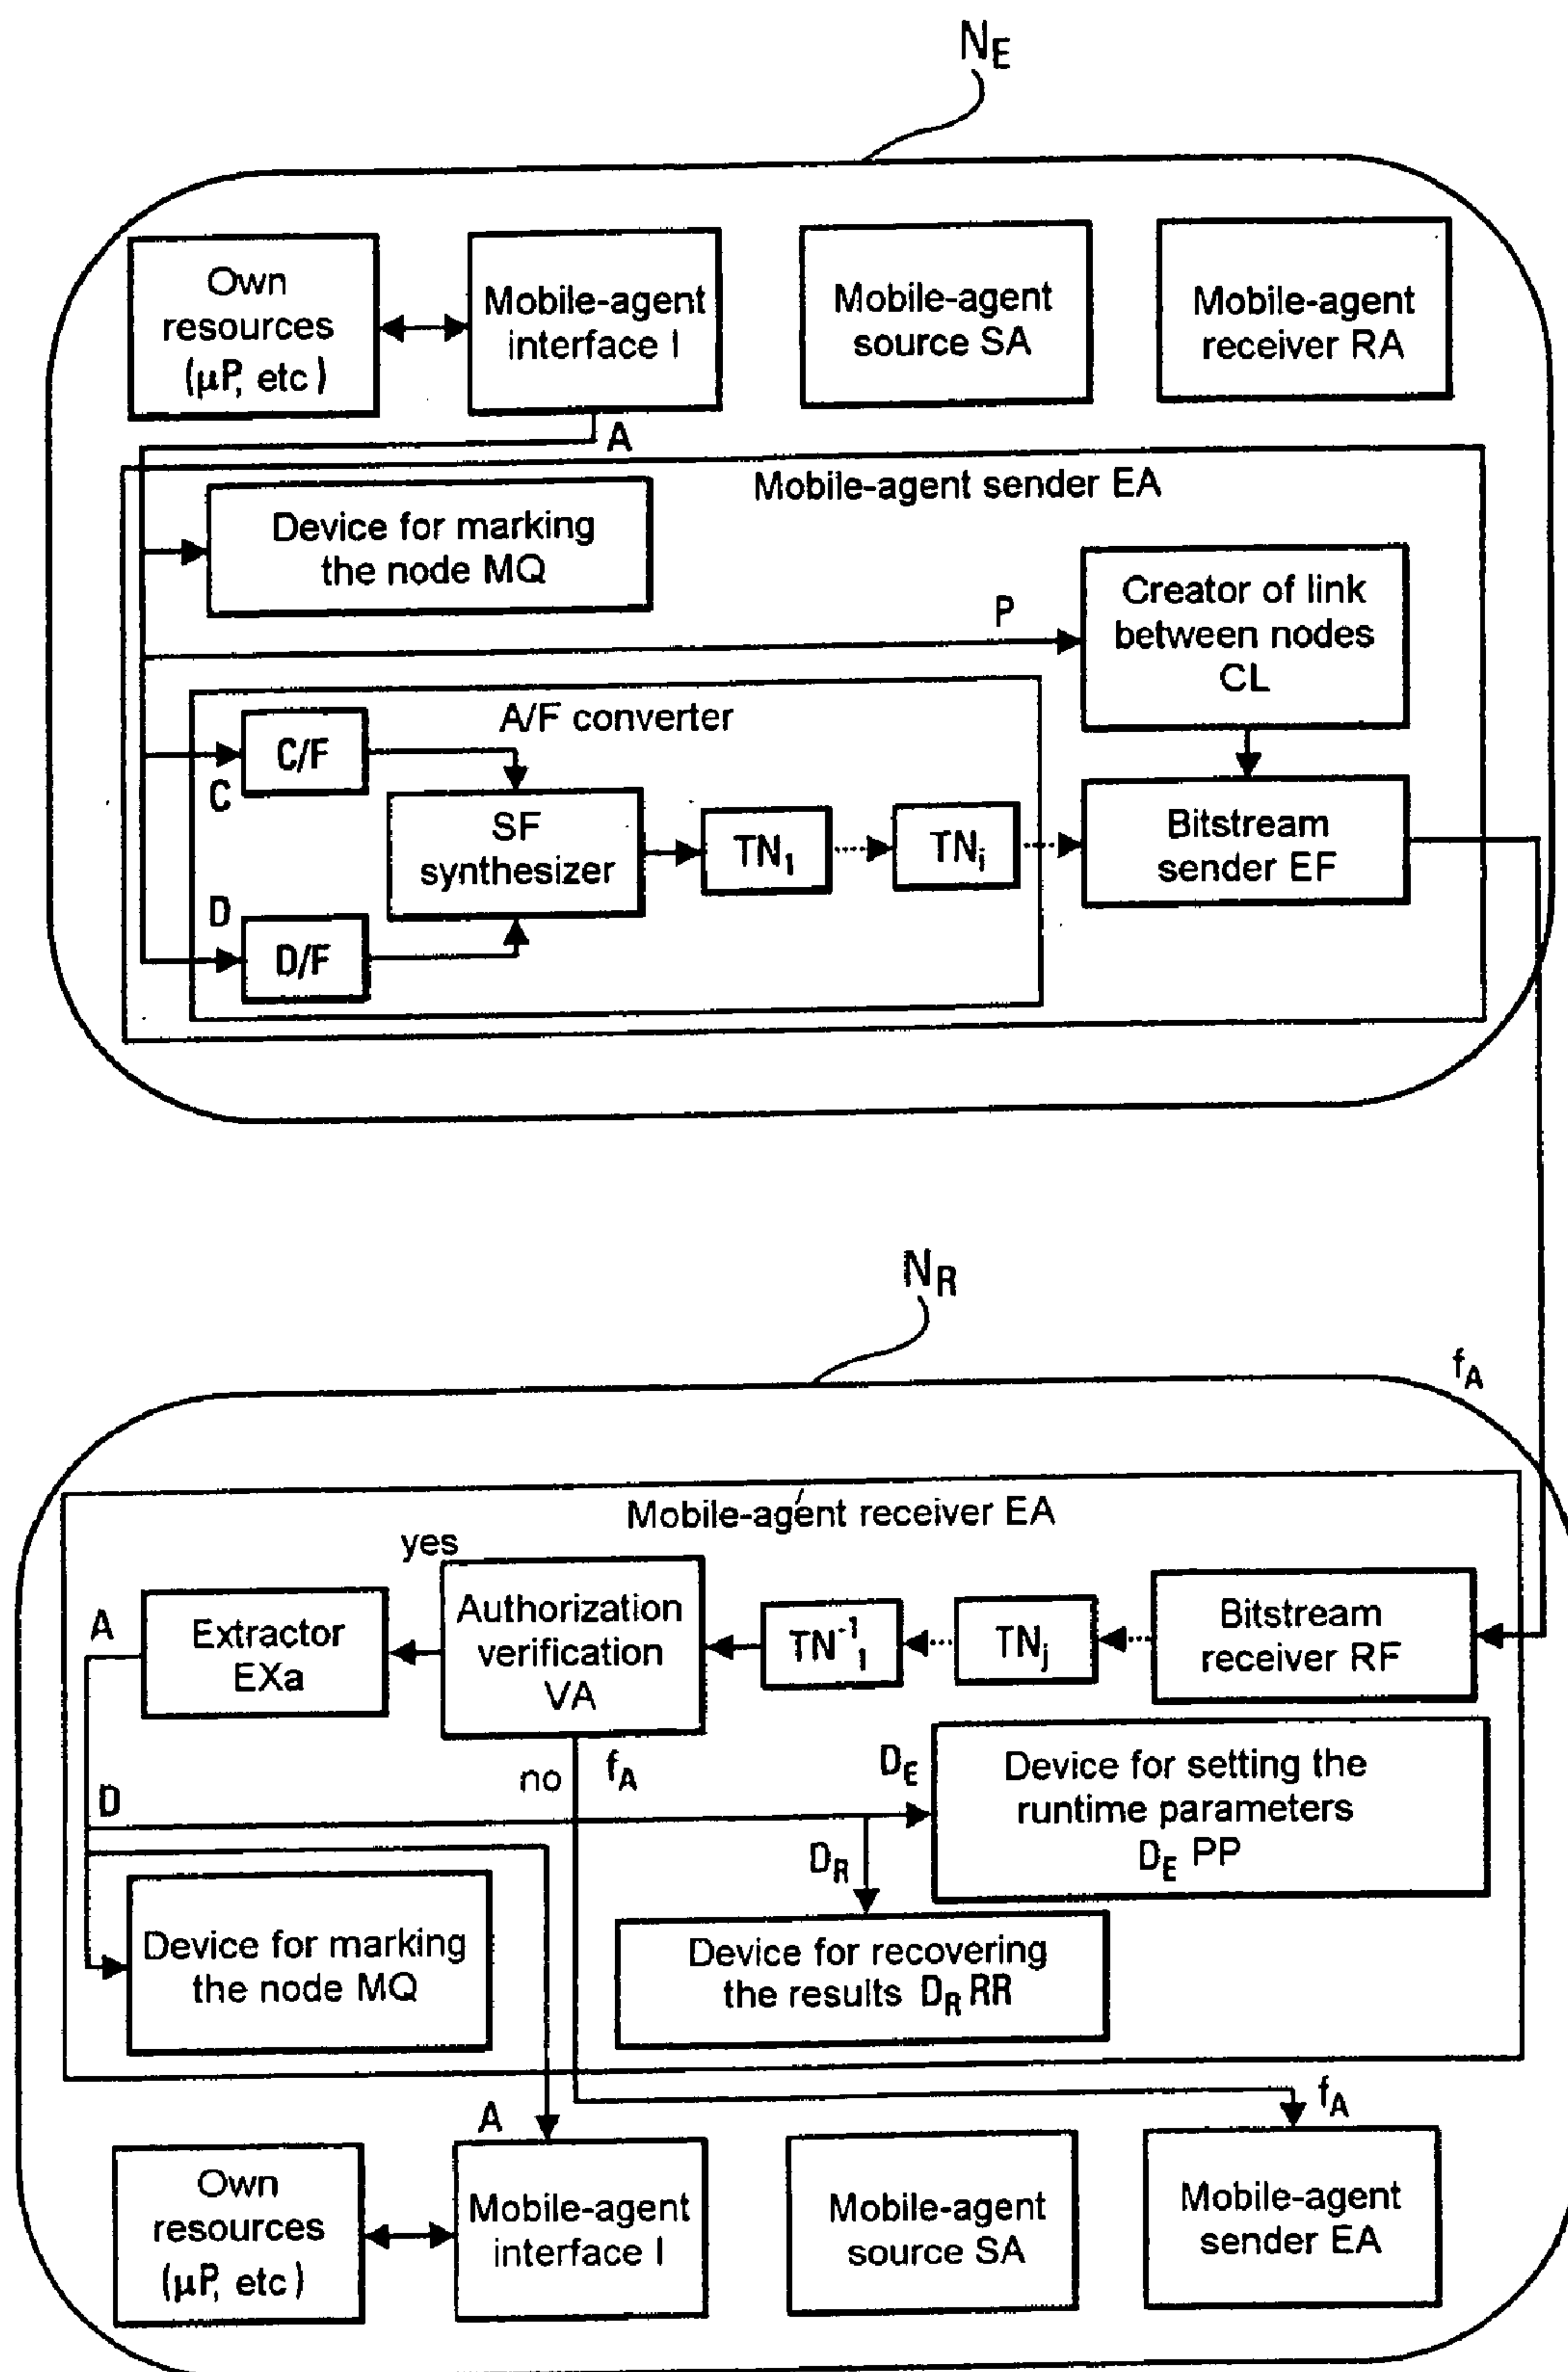 N_E
Own
resources
(μP, etc)
Mobile-agent
interface I
Mobile-agent
source SA
Mobile-agent
receiver RA
A
Mobile-agent sender EA
Device for marking
the node MQ
P
Creator of link
between nodes
CL
A/F converter
C/F
C
SF
synthesizer
TN_1
TN_i
Bitstream
sender EF
D
D/F
N_R
f_A
Mobile-agent receiver EA
yes
A
Extractor
EXa
Authorization
verification
VA
TN^-1_1
TN_j
Bitstream
receiver RF
no
f_A
D
D_E
Device for setting the
runtime parameters
D_E PP
D_R
Device for marking
the node MQ
Device for recovering
the results D_R RR
A
f_A
Own
resources
(μP, etc)
Mobile-agent
interface I
Mobile-agent
source SA
Mobile-agent
sender EA